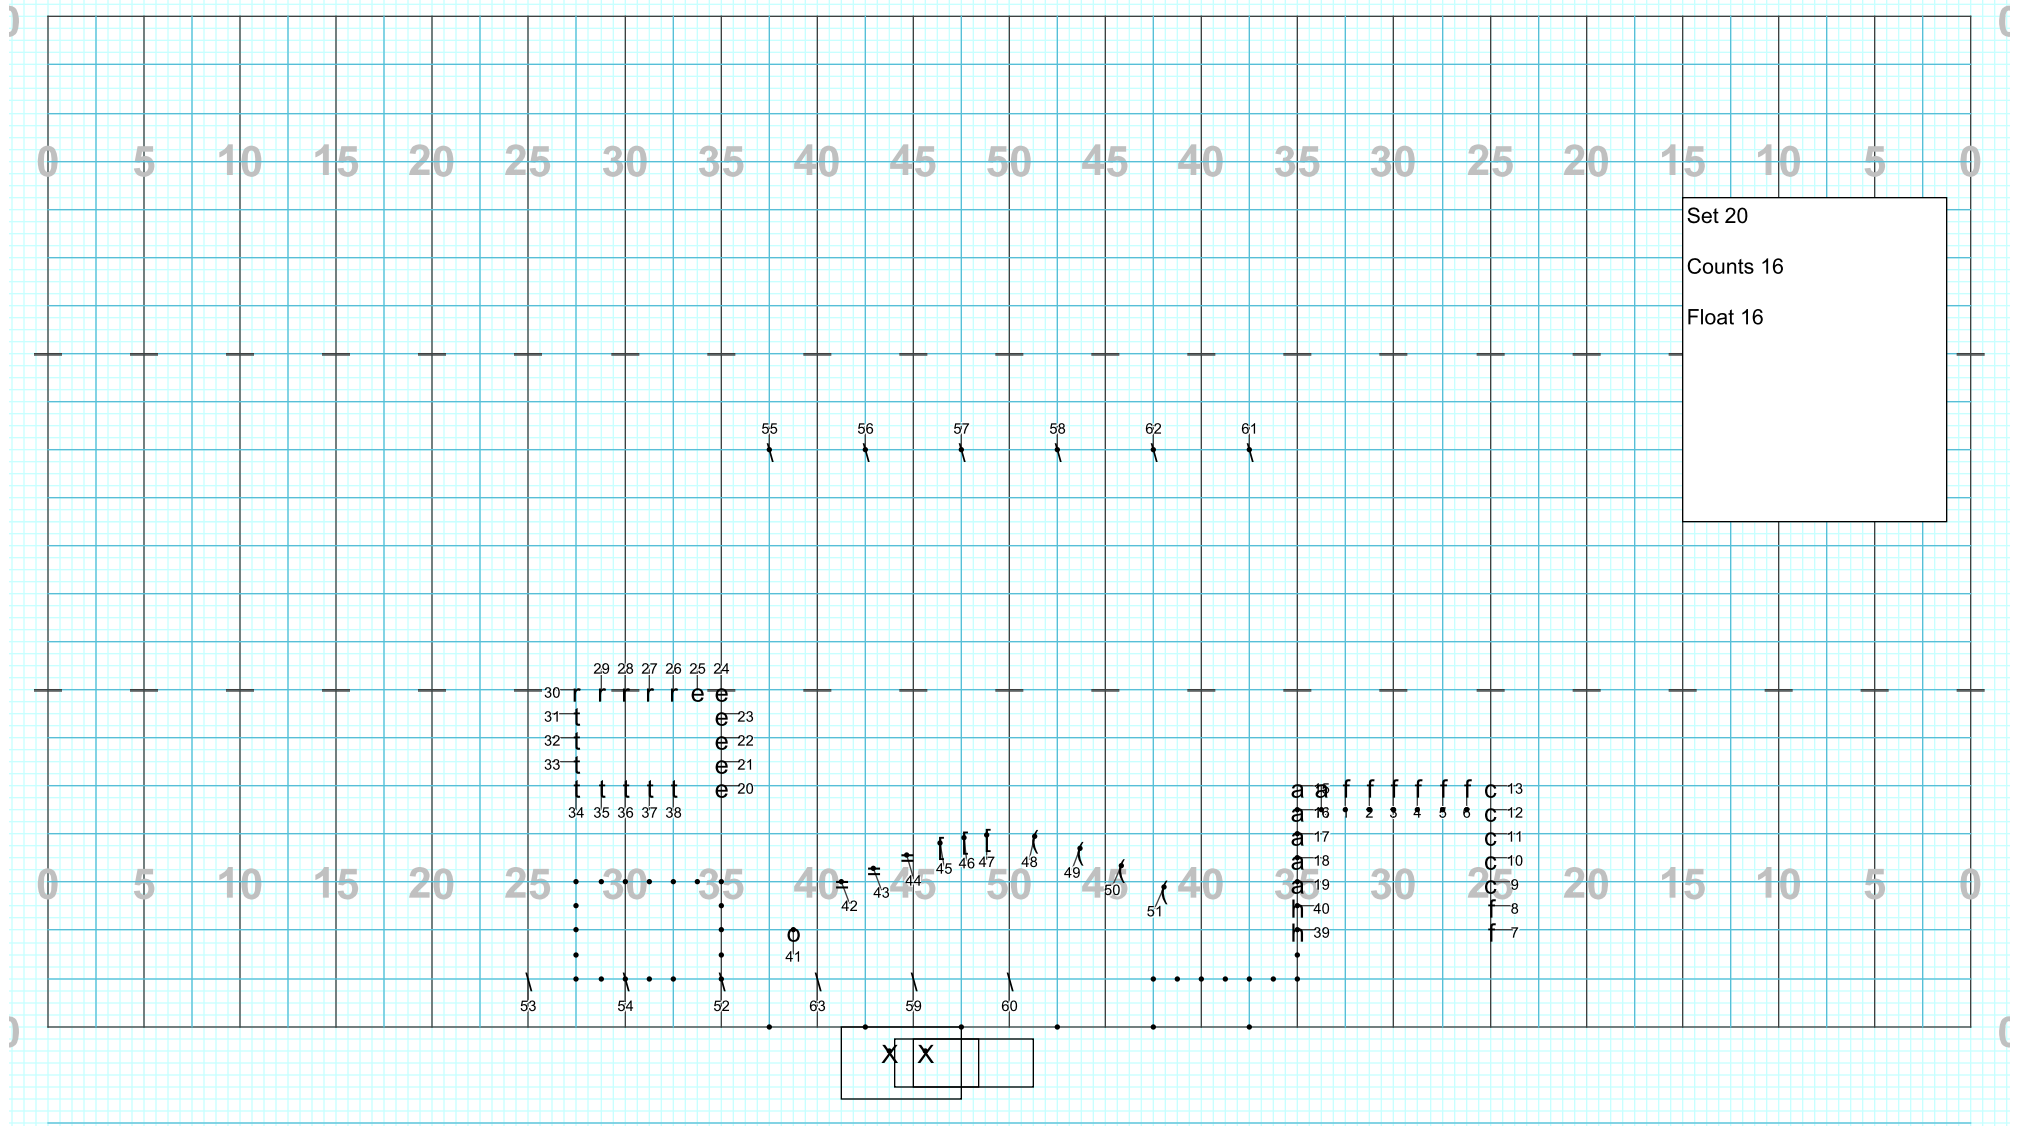 0 0
0 5 10 15 20 25 30 35 40 45 50 45 40 35 30 25 20 15 10 5 0
Set 20
Counts 16
Float 16
55 56 57 58 62 61
\ \ \ \ \ \
29 28 27 26 25 24
30 r r r r r e e
31 t e 23
32 t e 22
33 t e 21
34 t t t t t e 20
35 36 37 38
a a 15 f f f f f f c 13
a 16 1 2 3 4 5 6 c 12
a 17 c 11
a 18 c 10
a 19 c 9
h 40 f 8
h 39 f 7
= = = [ [ [ ( ( ( (
42 43 44 45 46 47 48 49 50 51
0 5 10 15 20 25 30 35 40 45 50 45 40 35 30 25 20 15 10 5 0
o
41
\ \ \ \ \ \
53 54 52 63 59 60
0 0
X X